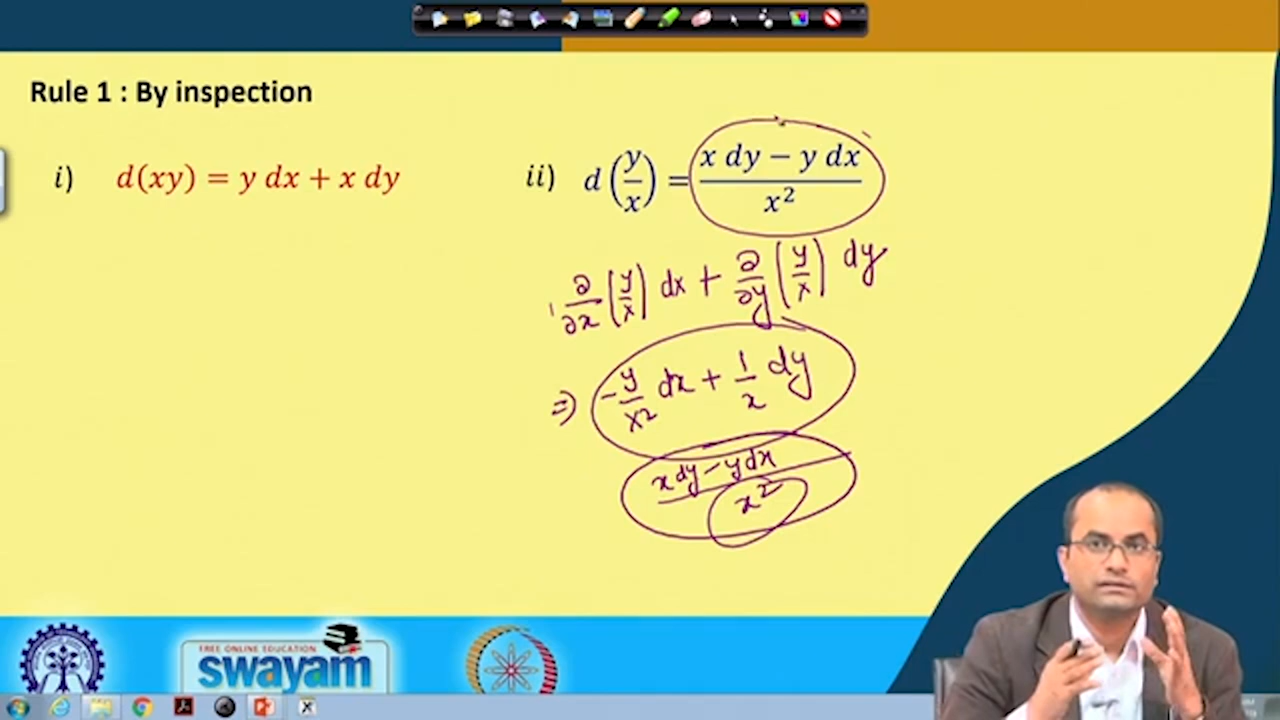 Rule 1 : By inspection
i) d(xy) = y dx + x dy
ii) d(y/x) = (x dy − y dx)/x²
∂/∂x (y/x) dx + ∂/∂y (y/x) dy
⇒ -y/x² dx + 1/x dy
(x dy − y dx)/x²
FREE ONLINE EDUCATION
swayam